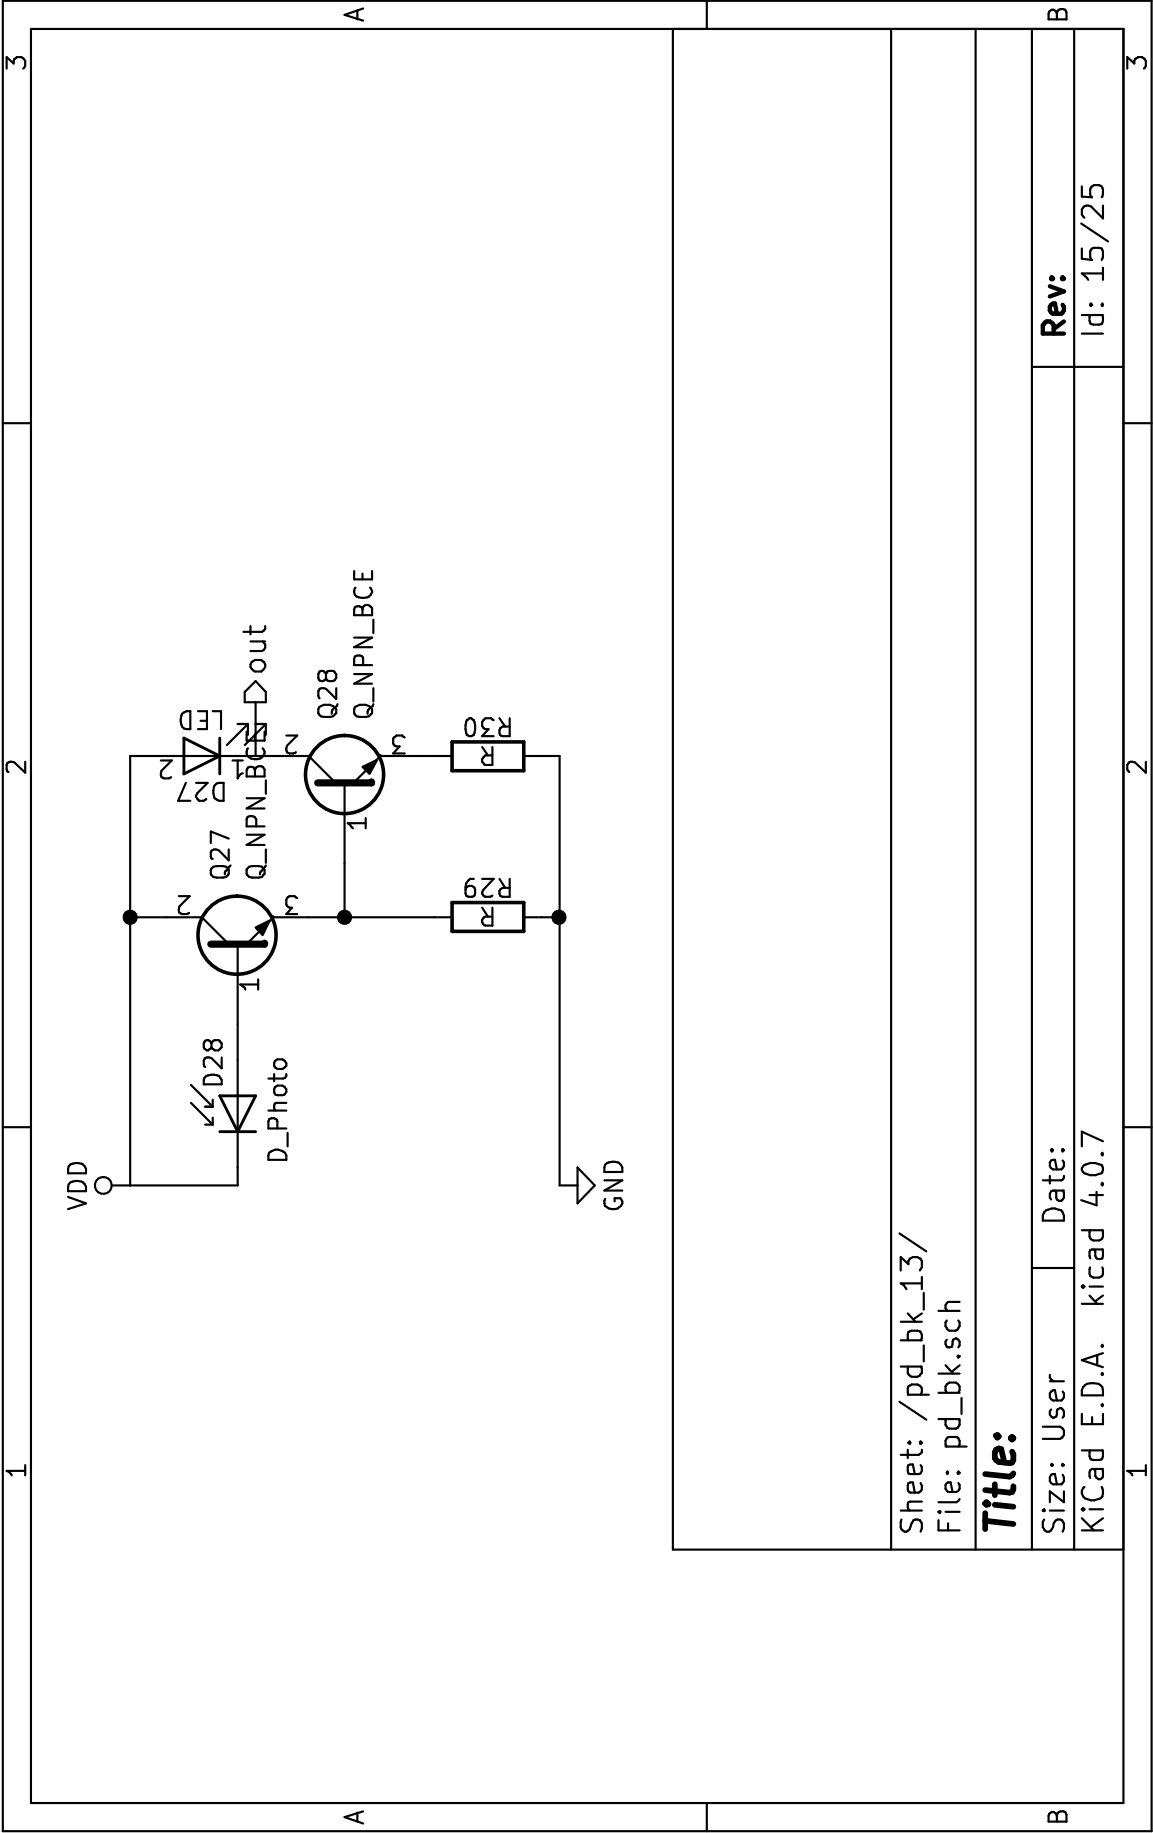 1
2
3
A
A
B
B
VDD
D28
D_Photo
1
2
3
Q27
Q_NPN_BCE
2
1
D27
LED
out
2
3
1
Q28
Q_NPN_BCE
R29
R
R30
R
GND
Sheet: /pd_bk_13/
File: pd_bk.sch
Title:
Size: User
Date:
Rev:
KiCad E.D.A. kicad 4.0.7
Id: 15/25
1
2
3